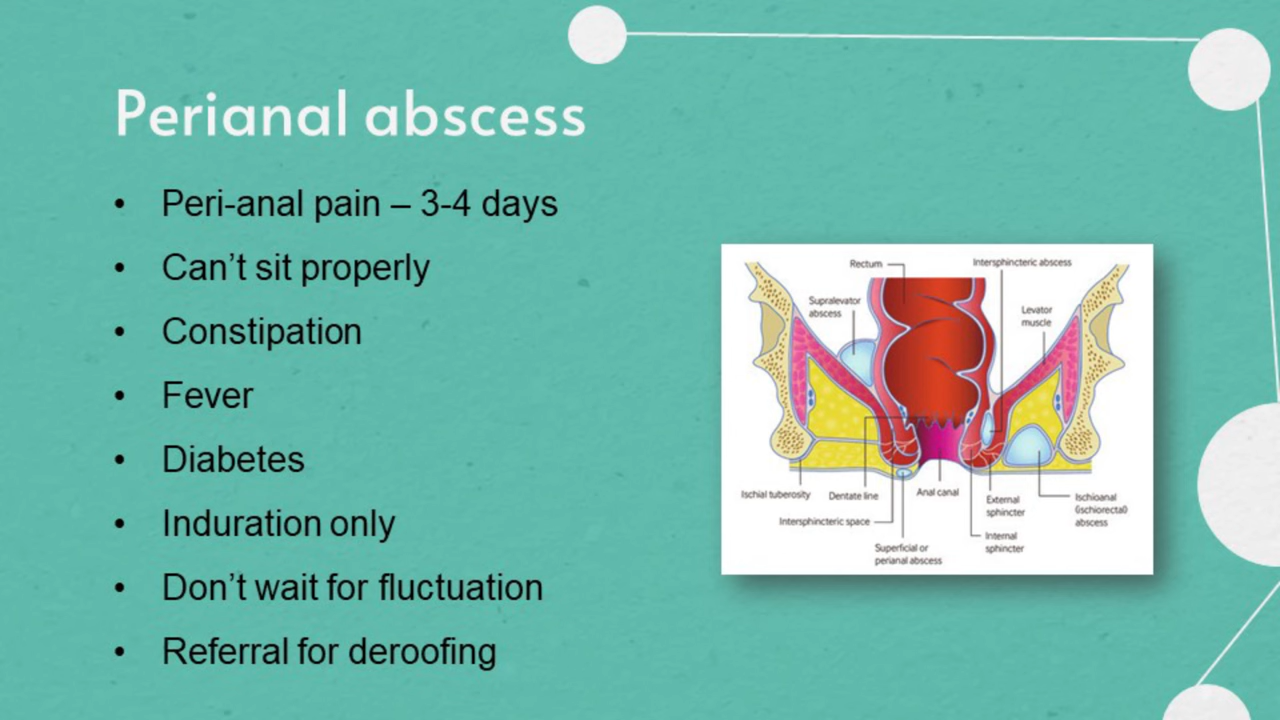 Perianal abscess
• Peri-anal pain – 3-4 days
• Can’t sit properly
• Constipation
• Fever
• Diabetes
• Induration only
• Don’t wait for fluctuation
• Referral for deroofing
Rectum
Intersphincteric abscess
Supralevator
abscess
Levator
muscle
Ischial tuberosity
Dentate line
Anal canal
External
sphincter
Ischioanal
(ischiorectal)
abscess
Intersphincteric space
Internal
sphincter
Superficial or
perianal abscess